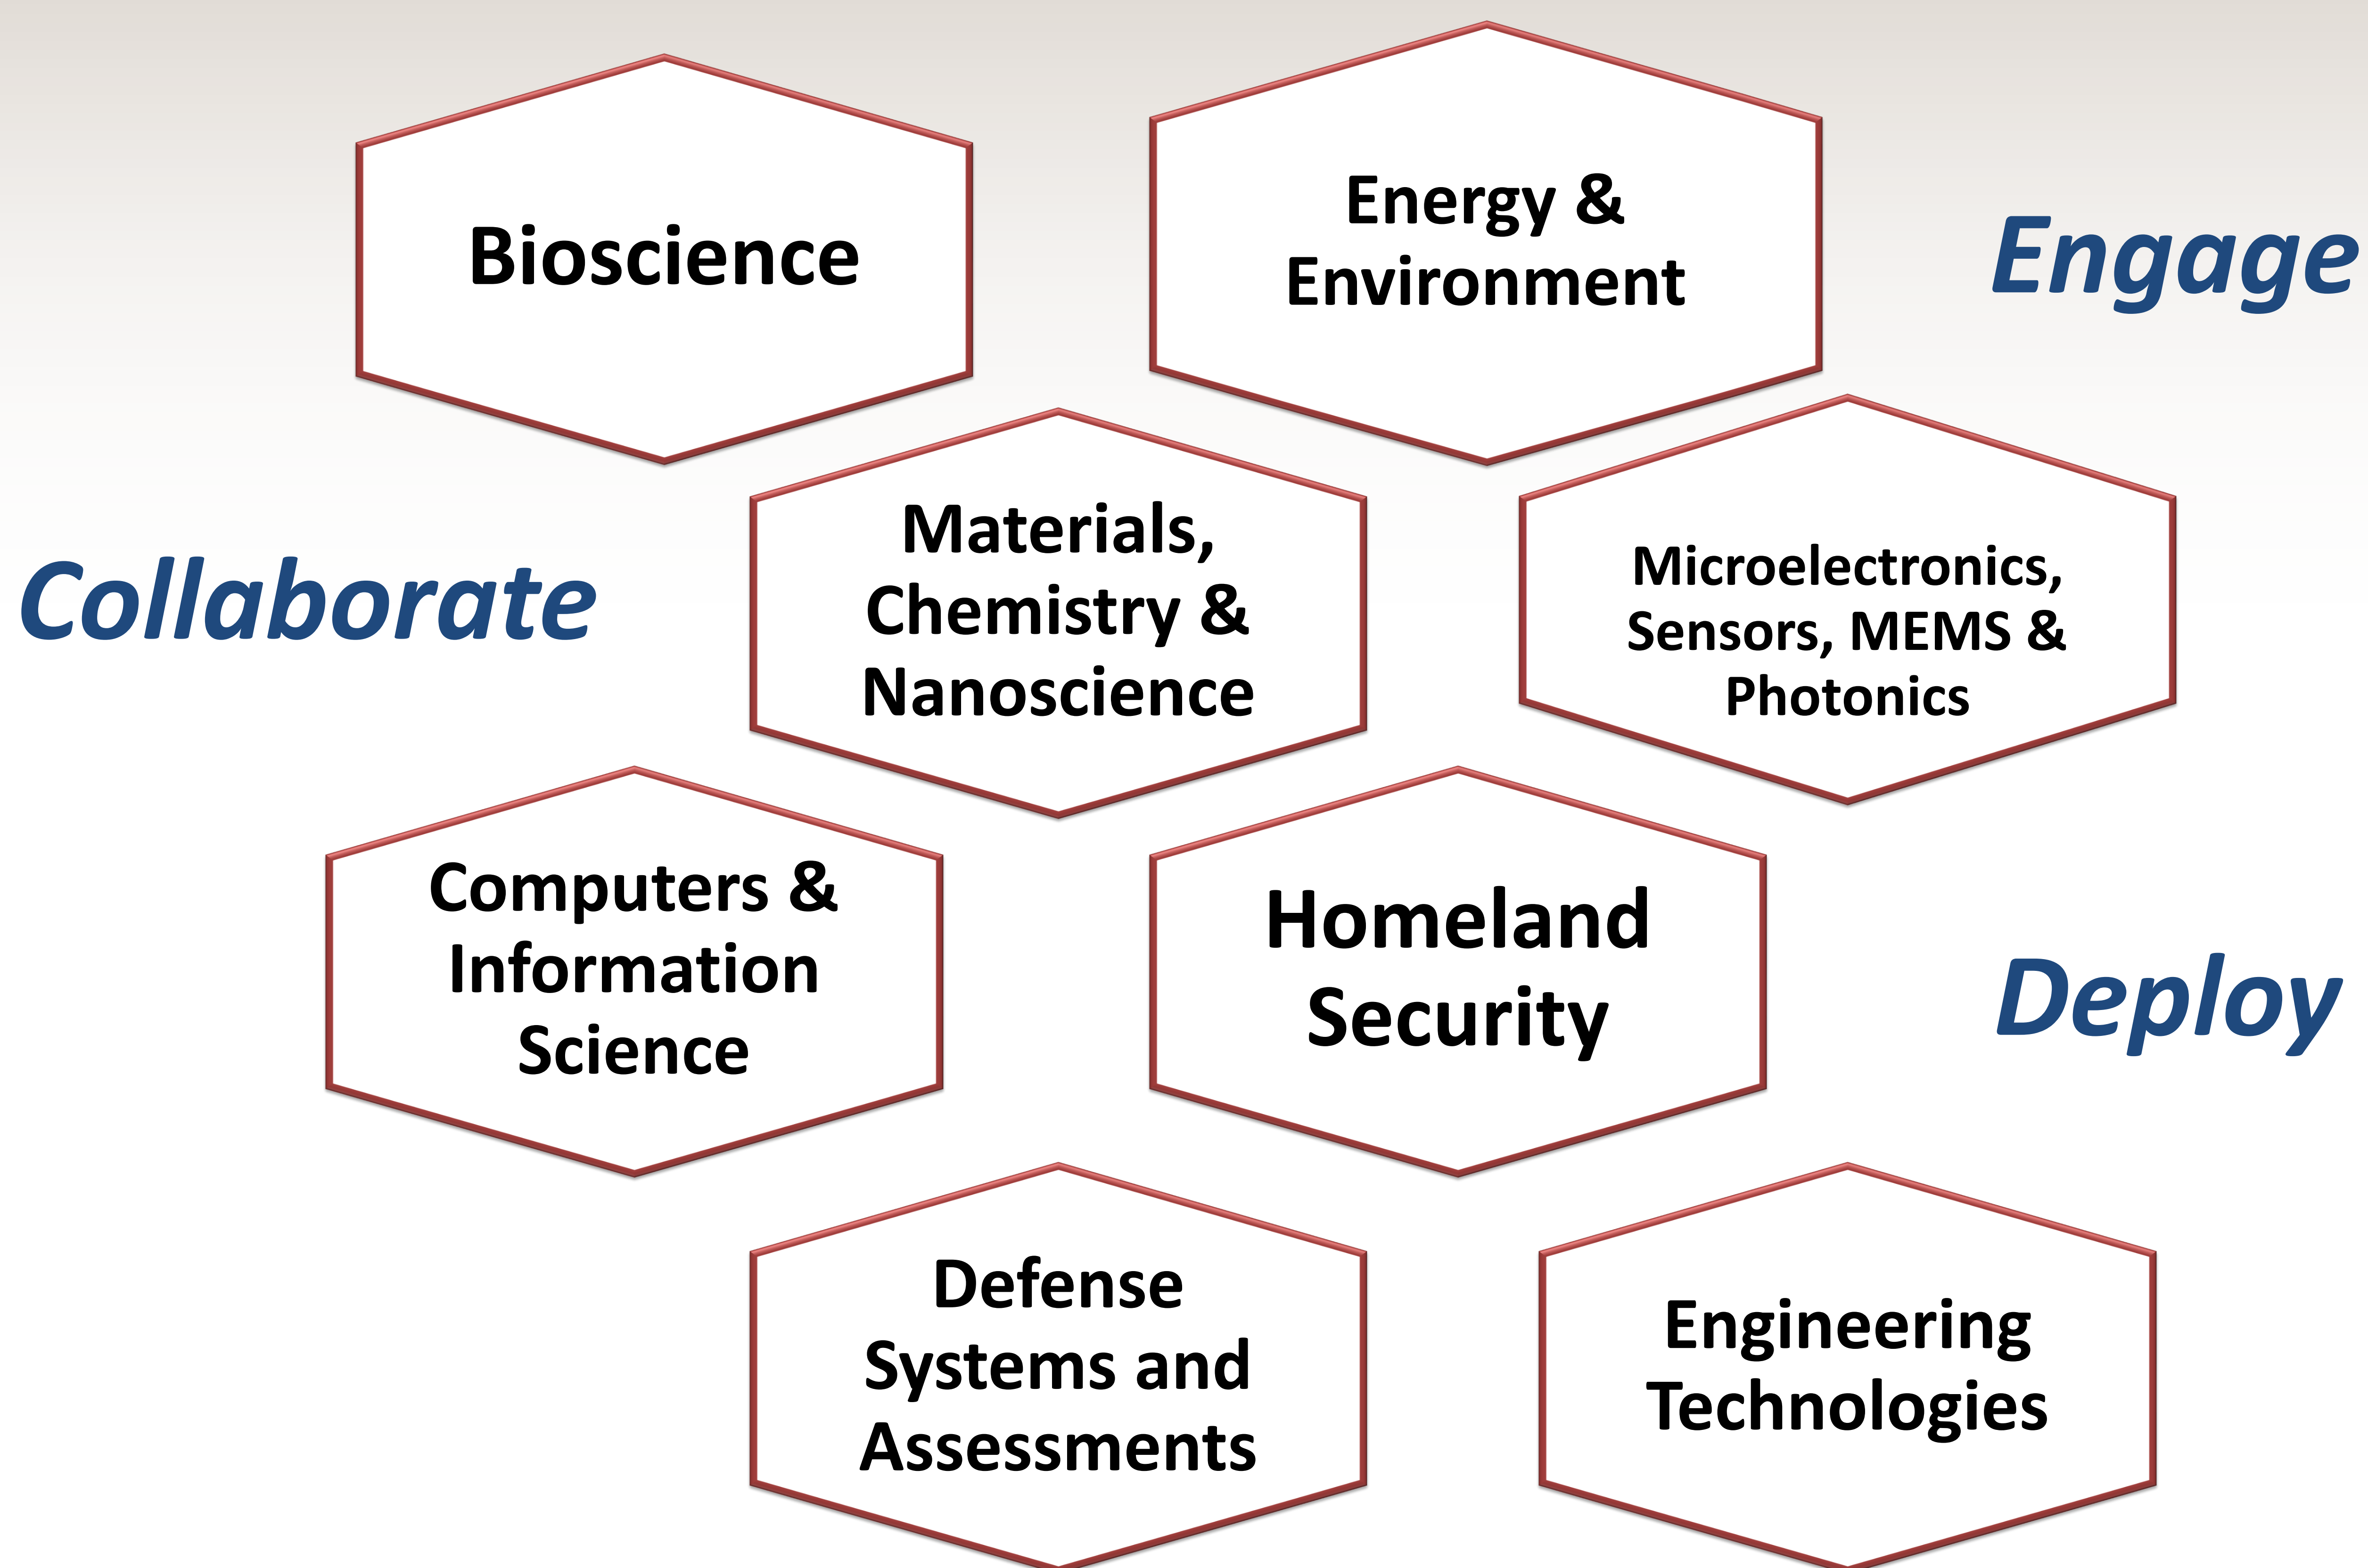 Bioscience
Energy &
Environment
Engage
Collaborate
Materials,
Chemistry &
Nanoscience
Microelectronics,
Sensors, MEMS &
Photonics
Computers &
Information
Science
Homeland
Security
Deploy
Defense
Systems and
Assessments
Engineering
Technologies